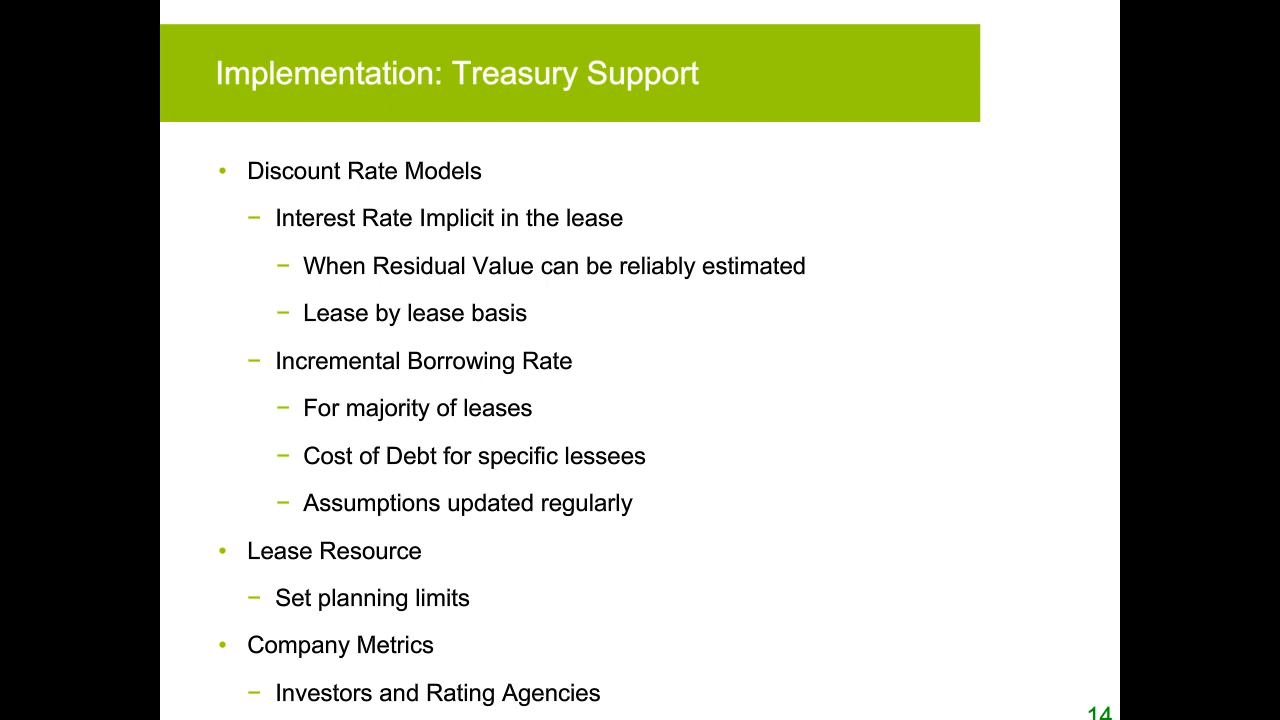 Implementation: Treasury Support
• Discount Rate Models
− Interest Rate Implicit in the lease
− When Residual Value can be reliably estimated
− Lease by lease basis
− Incremental Borrowing Rate
− For majority of leases
− Cost of Debt for specific lessees
− Assumptions updated regularly
• Lease Resource
− Set planning limits
• Company Metrics
− Investors and Rating Agencies
14